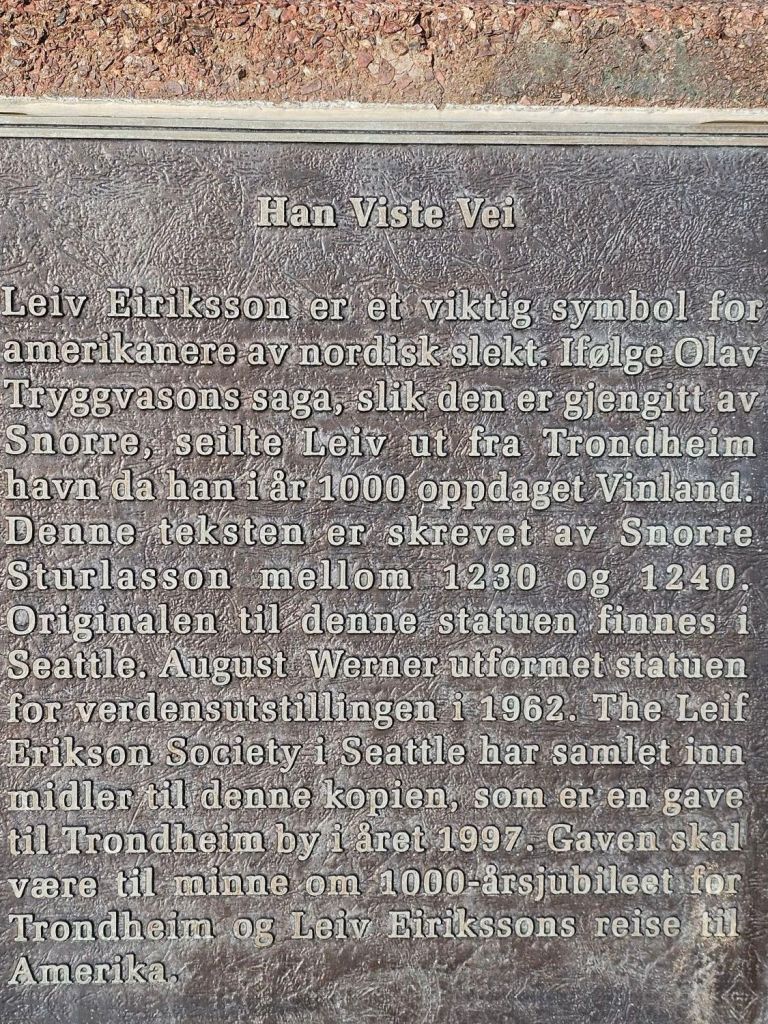 Han Viste Vei
Leiv Eiriksson er et viktig symbol for
amerikanere av nordisk slekt. Ifølge Olav
Tryggvasons saga, slik den er gjengitt av
Snorre, seilte Leiv ut fra Trondheim
havn da han i år 1000 oppdaget Vinland.
Denne teksten er skrevet av Snorre
Sturlasson mellom 1230 og 1240.
Originalen til denne statuen finnes i
Seattle. August Werner utformet statuen
for verdensutstillingen i 1962. The Leif
Erikson Society i Seattle har samlet inn
midler til denne kopien, som er en gave
til Trondheim by i året 1997. Gaven skal
være til minne om 1000-årsjubileet for
Trondheim og Leiv Eirikssons reise til
Amerika.